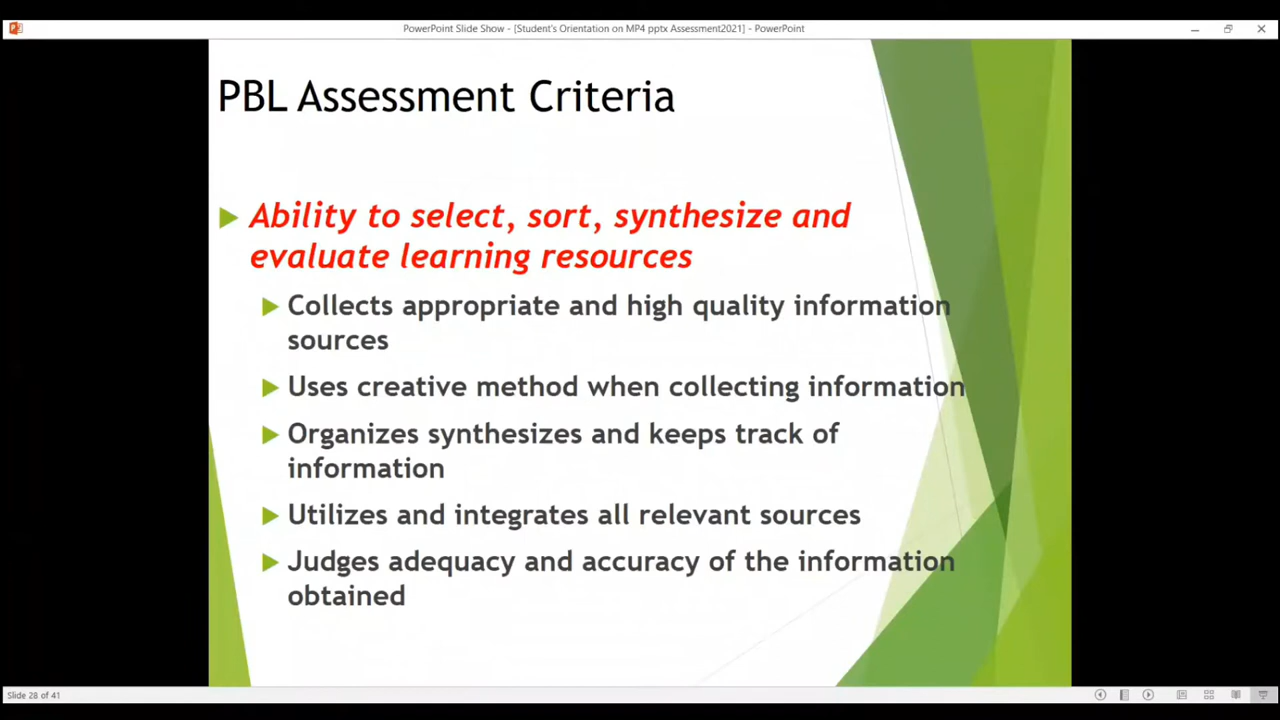 PowerPoint Slide Show - [Student's Orientation on MP4 pptx Assessment2021] - PowerPoint
PBL Assessment Criteria
Ability to select, sort, synthesize and
evaluate learning resources
Collects appropriate and high quality information
sources
Uses creative method when collecting information
Organizes synthesizes and keeps track of
information
Utilizes and integrates all relevant sources
Judges adequacy and accuracy of the information
obtained
Slide 28 of 41